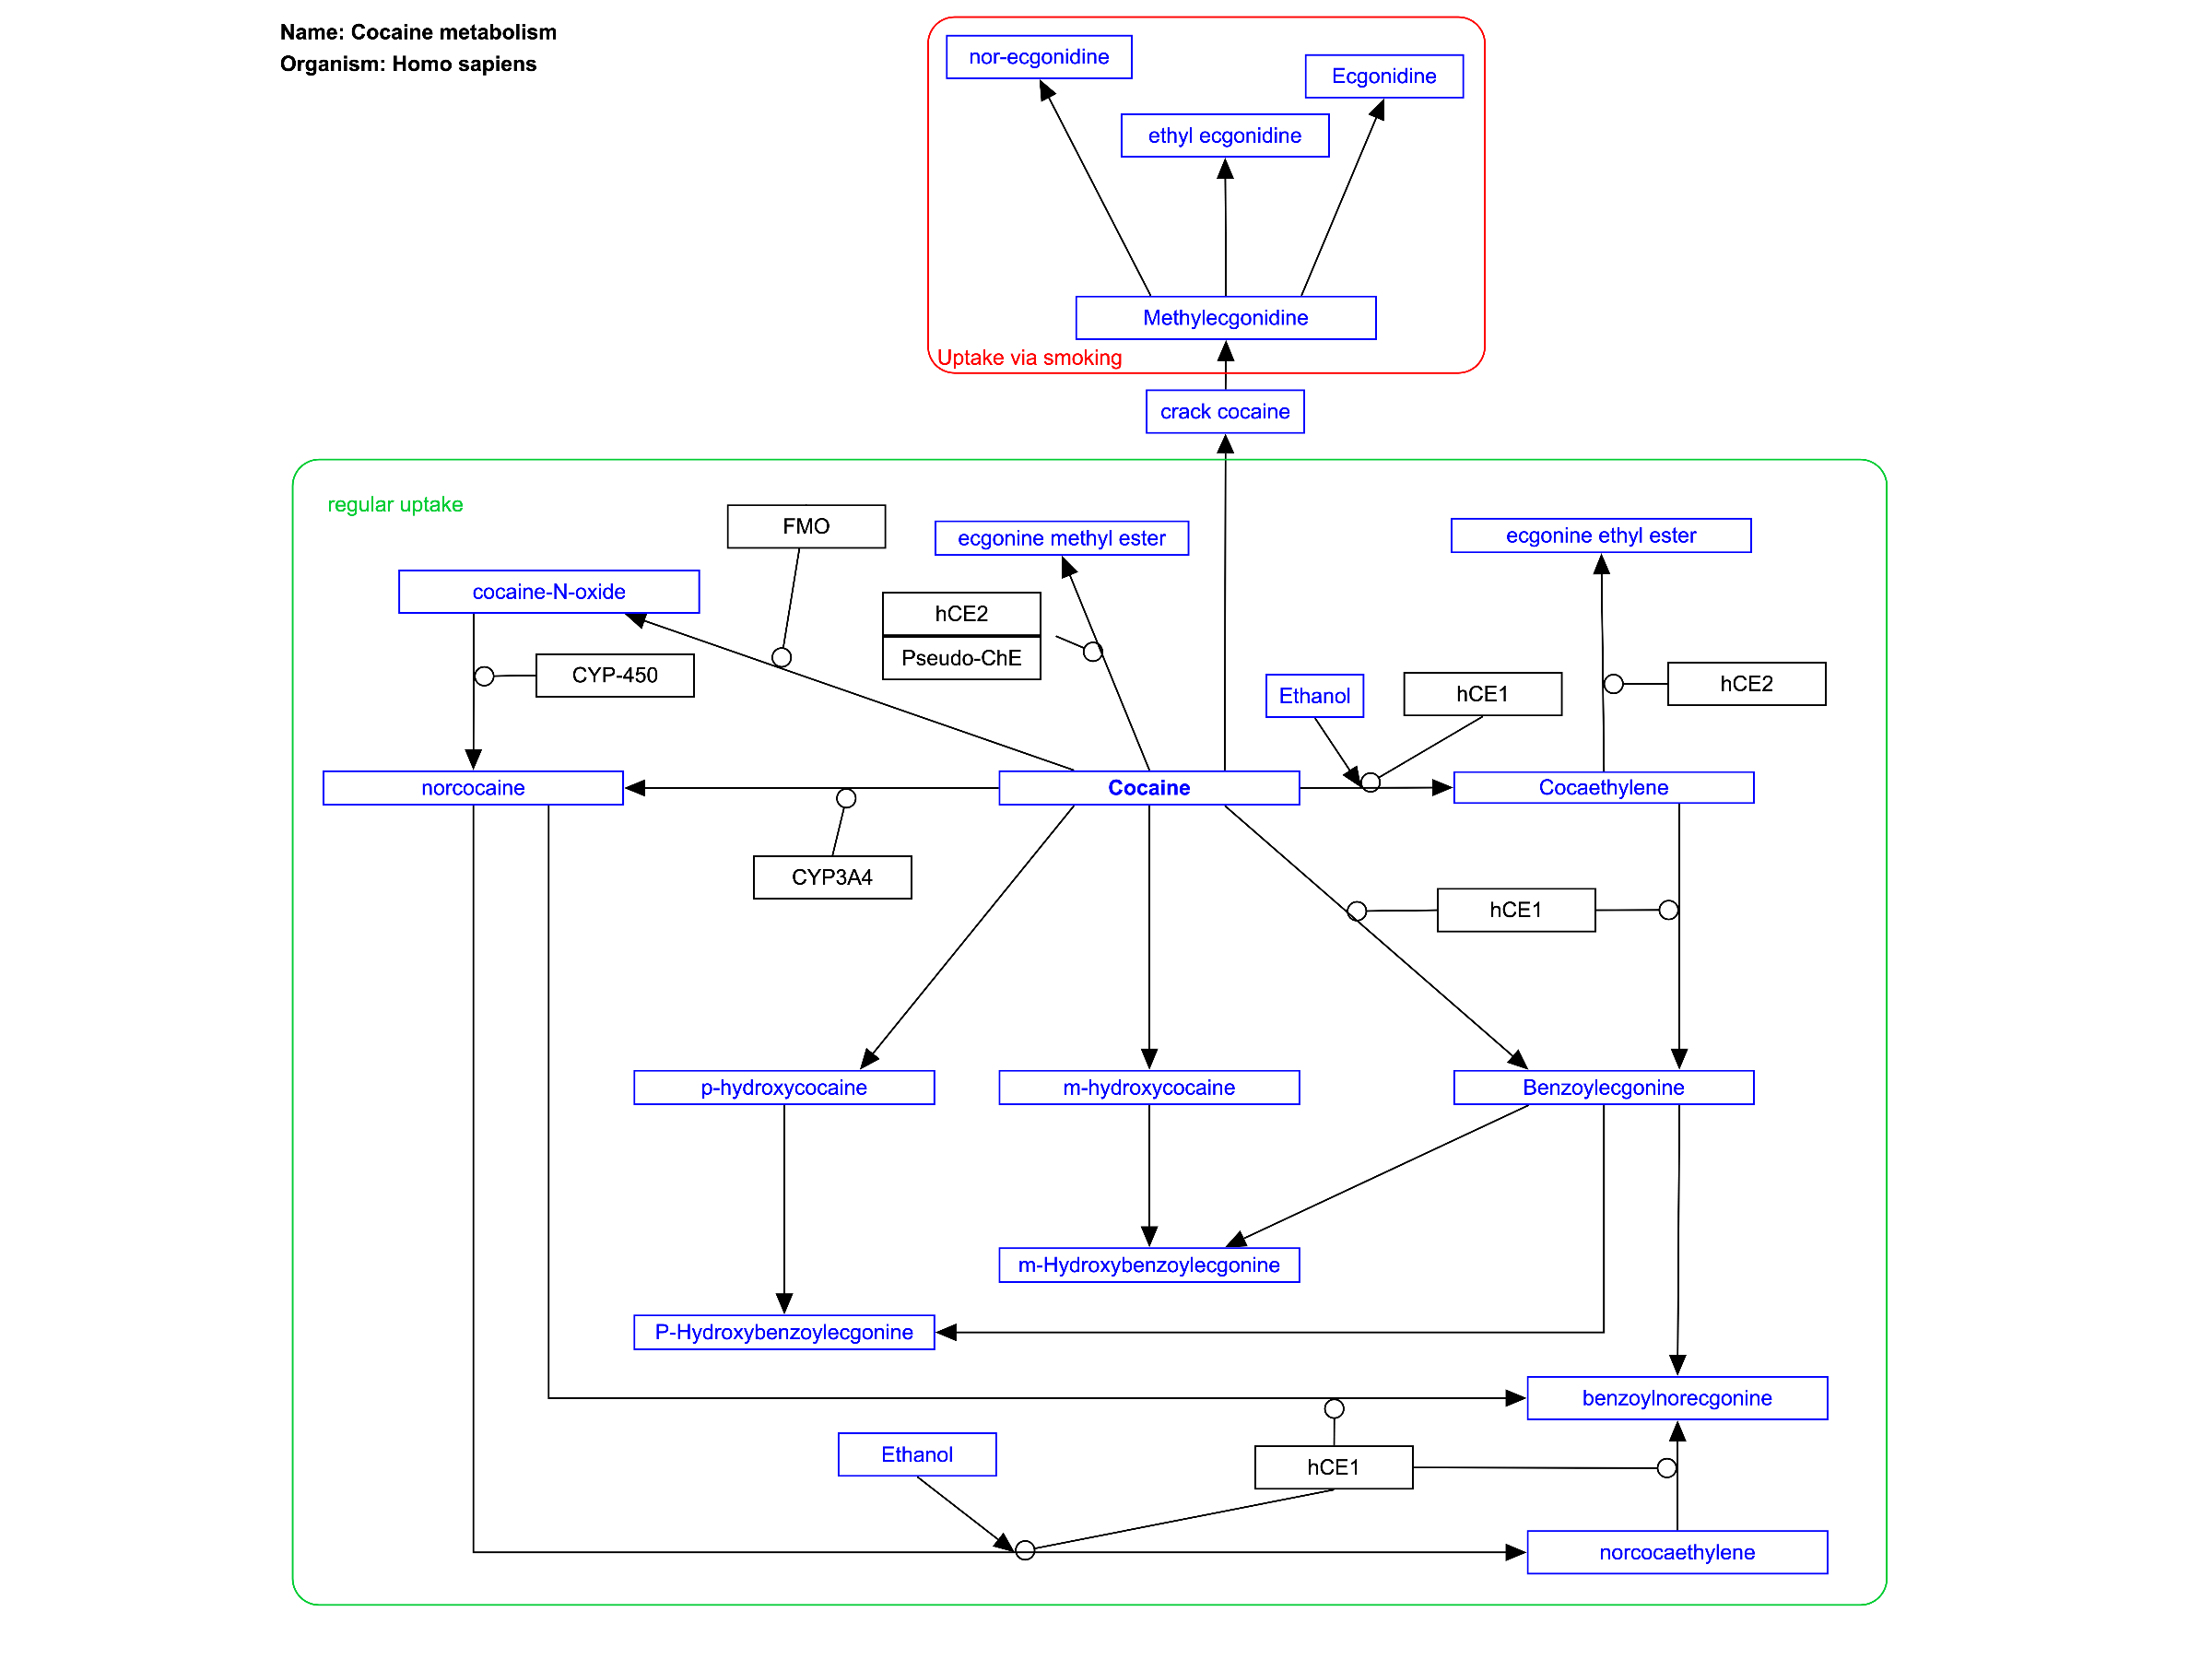 Name: Cocaine metabolism
Organism: Homo sapiens
nor-ecgonidine
Ecgonidine
ethyl ecgonidine
Methylecgonidine
Uptake via smoking
crack cocaine
regular uptake
FMO
ecgonine methyl ester
ecgonine ethyl ester
cocaine-N-oxide
hCE2
Pseudo-ChE
CYP-450
Ethanol
hCE1
hCE2
norcocaine
Cocaine
Cocaethylene
CYP3A4
hCE1
p-hydroxycocaine
m-hydroxycocaine
Benzoylecgonine
m-Hydroxybenzoylecgonine
P-Hydroxybenzoylecgonine
benzoylnorecgonine
Ethanol
hCE1
norcocaethylene